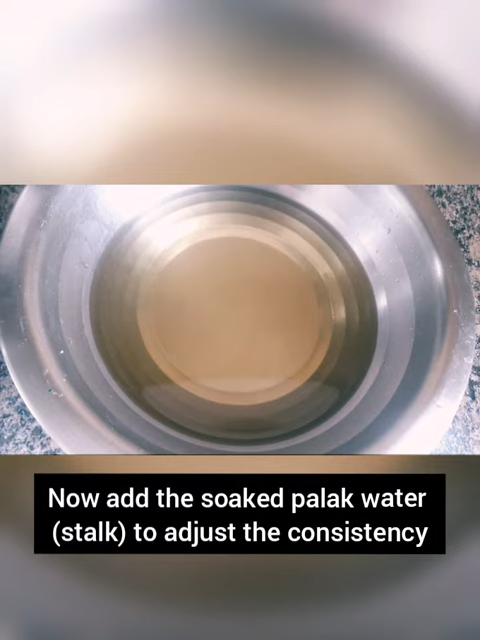 Now add the soaked palak water
(stalk) to adjust the consistency